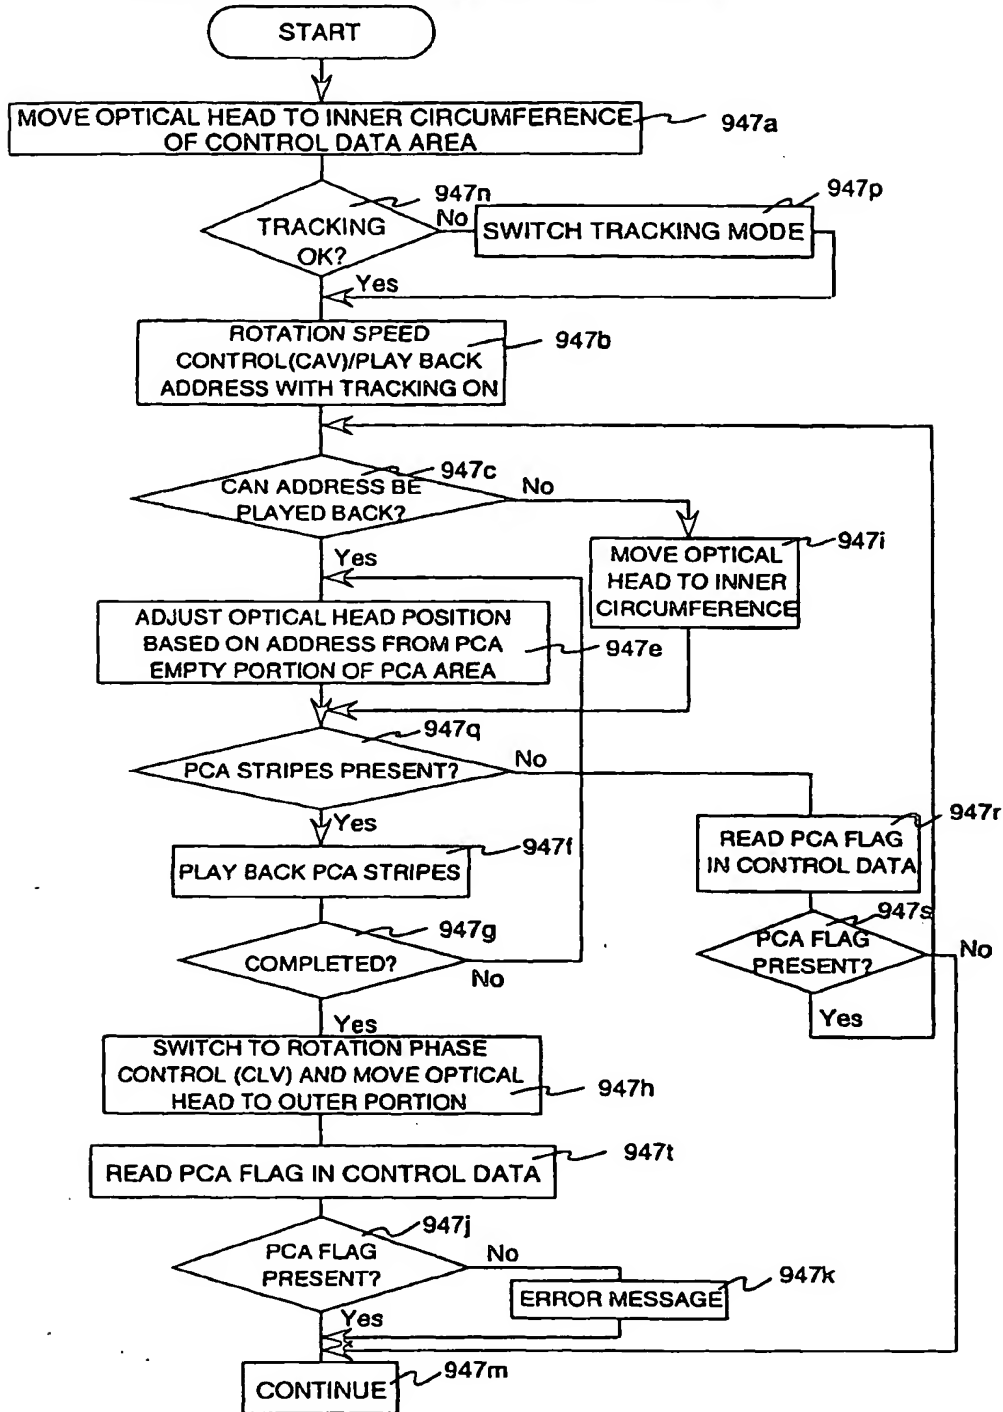 START
MOVE OPTICAL HEAD TO INNER CIRCUMFERENCE
OF CONTROL DATA AREA
947a
947n
TRACKING
OK?
No
947p
SWITCH TRACKING MODE
Yes
ROTATION SPEED
CONTROL(CAV)/PLAY BACK
ADDRESS WITH TRACKING ON
947b
947c
CAN ADDRESS BE
PLAYED BACK?
No
Yes
947i
MOVE OPTICAL
HEAD TO INNER
CIRCUMFERENCE
ADJUST OPTICAL HEAD POSITION
BASED ON ADDRESS FROM PCA
EMPTY PORTION OF PCA AREA
947e
947q
PCA STRIPES PRESENT?
No
Yes
947r
READ PCA FLAG
IN CONTROL DATA
947f
PLAY BACK PCA STRIPES
947s
PCA FLAG
PRESENT?
No
Yes
947g
COMPLETED?
No
Yes
SWITCH TO ROTATION PHASE
CONTROL (CLV) AND MOVE OPTICAL
HEAD TO OUTER PORTION
947h
READ PCA FLAG IN CONTROL DATA
947t
947j
PCA FLAG
PRESENT?
No
947k
ERROR MESSAGE
Yes
CONTINUE
947m